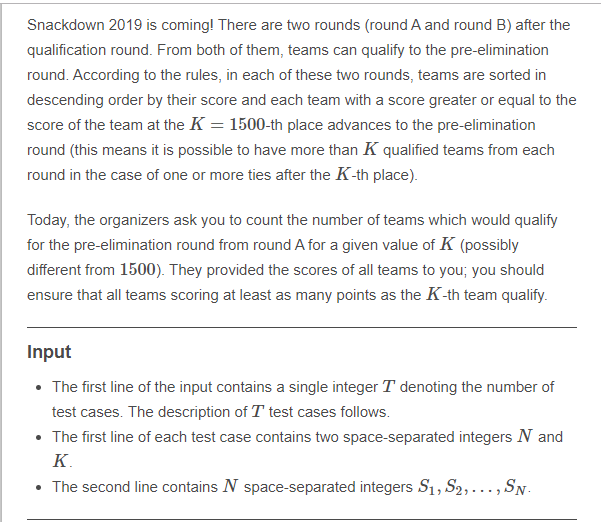 Snackdown 2019 is coming! There are two rounds (round A and round B) after the
qualification round. From both of them, teams can qualify to the pre-elimination
round. According to the rules, in each of these two rounds, teams are sorted in
descending order by their score and each team with a score greater or equal to the
score of the team at the K = 1500-th place advances to the pre-elimination
round (this means it is possible to have more than K qualified teams from each
round in the case of one or more ties after the K-th place).
Today, the organizers ask you to count the number of teams which would qualify
for the pre-elimination round from round A for a given value of K (possibly
different from 1500). They provided the scores of all teams to you; you should
ensure that all teams scoring at least as many points as the K-th team qualify.
Input
• The first line of the input contains a single integer T denoting the number of
test cases. The description of T test cases follows.
• The first line of each test case contains two space-separated integers N and
K.
• The second line contains N space-separated integers S₁, S₂, . . . , S_N.